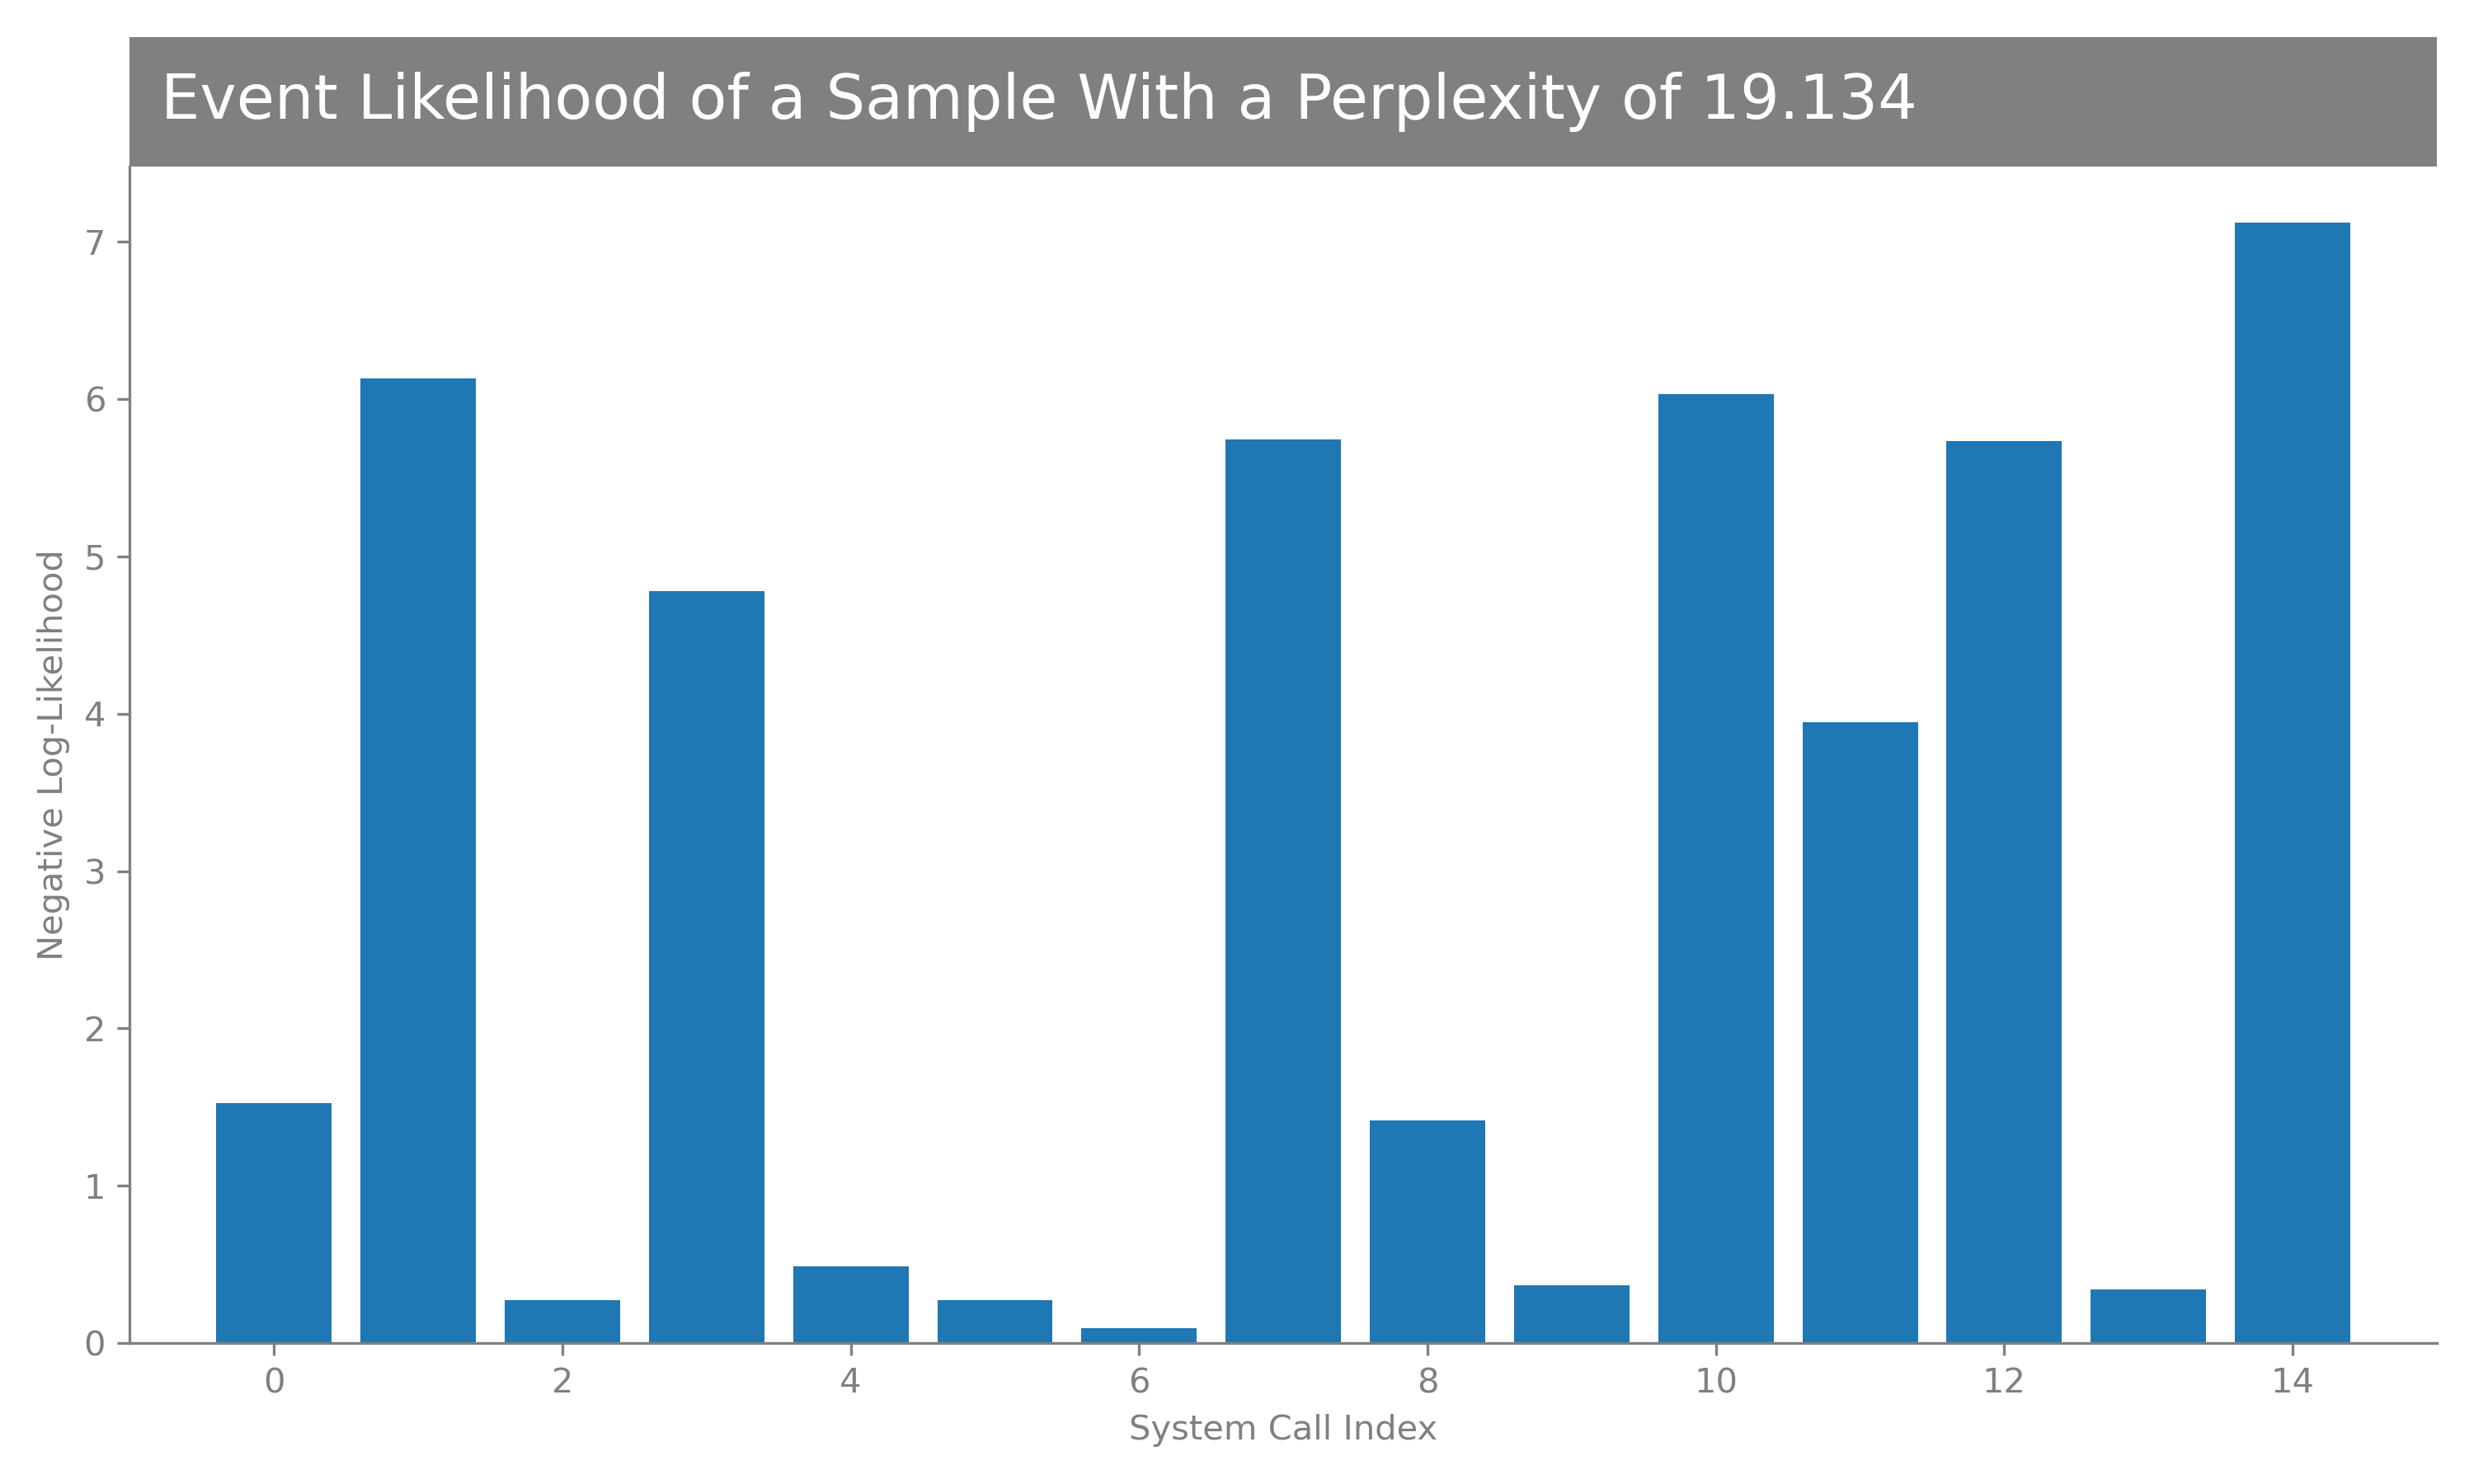 Event Likelihood of a Sample With a Perplexity of 19.134
Negative Log-Likelihood
7
6
5
4
3
2
1
0
0 2 4 6 8 10 12 14
System Call Index